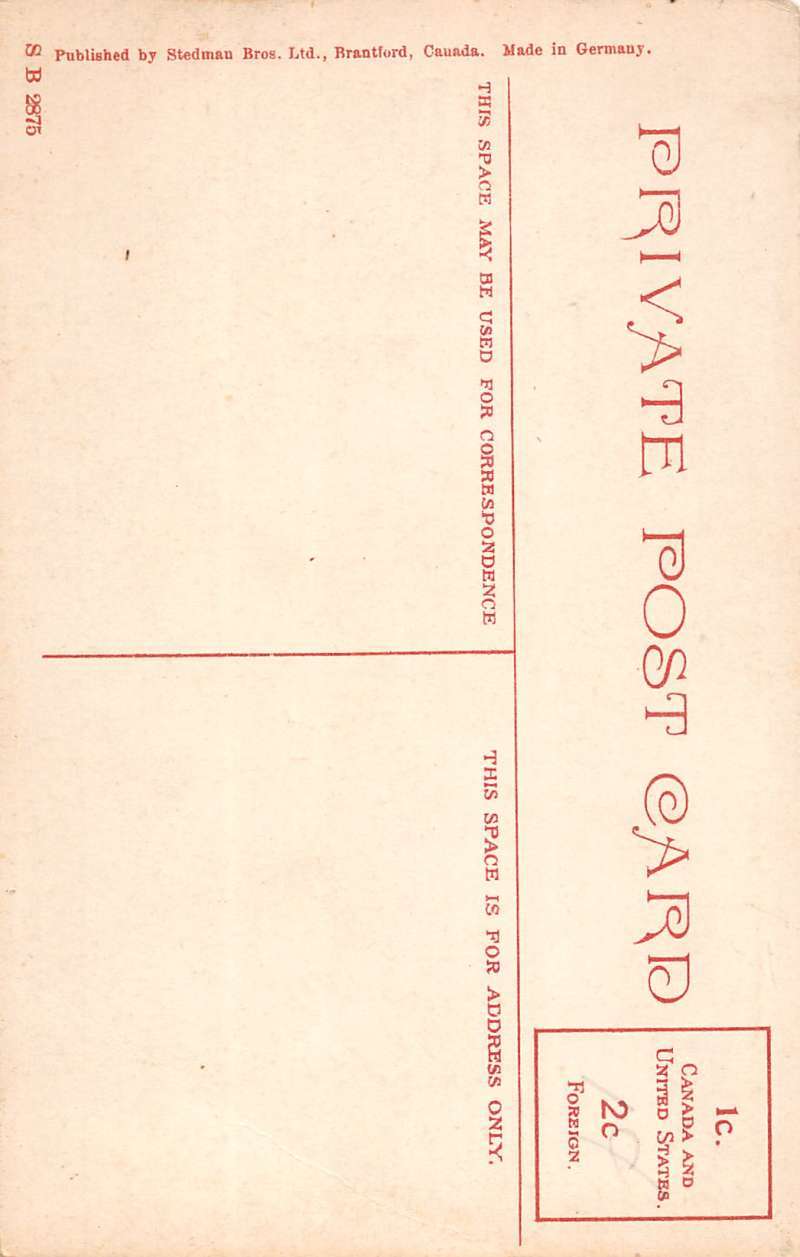 PRIVATE POST CARD
1c.
CANADA AND
UNITED STATES.
2c
FOREIGN.
THIS SPACE MAY BE USED FOR CORRESPONDENCE
THIS SPACE IS FOR ADDRESS ONLY.
S B 2875
Published by Stedman Bros. Ltd., Brantford, Canada. Made in Germany.